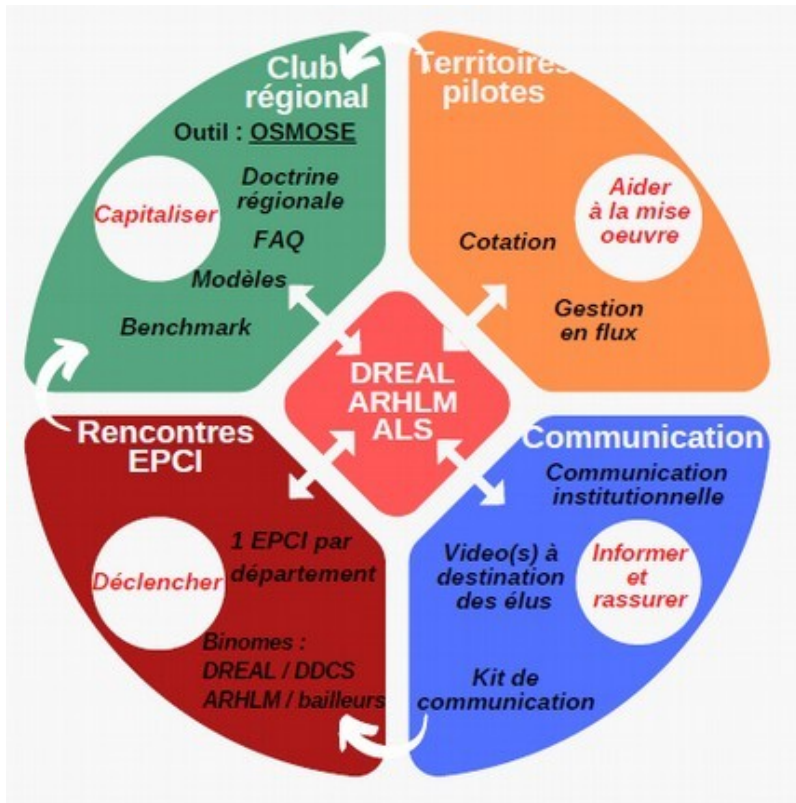 Club
régional
Outil : OSMOSE
Capitaliser
Doctrine
régionale
FAQ
Modèles
Benchmark
Territoires
pilotes
Aider
à la mise
oeuvre
Cotation
Gestion
en flux
DREAL
ARHLM
ALS
Rencontres
EPCI
Déclencher
1 EPCI par
département
Binomes :
DREAL / DDCS
ARHLM / bailleurs
Communication
Communication
institutionnelle
Video(s) à
destination
des élus
Informer
et
rassurer
Kit de
communication